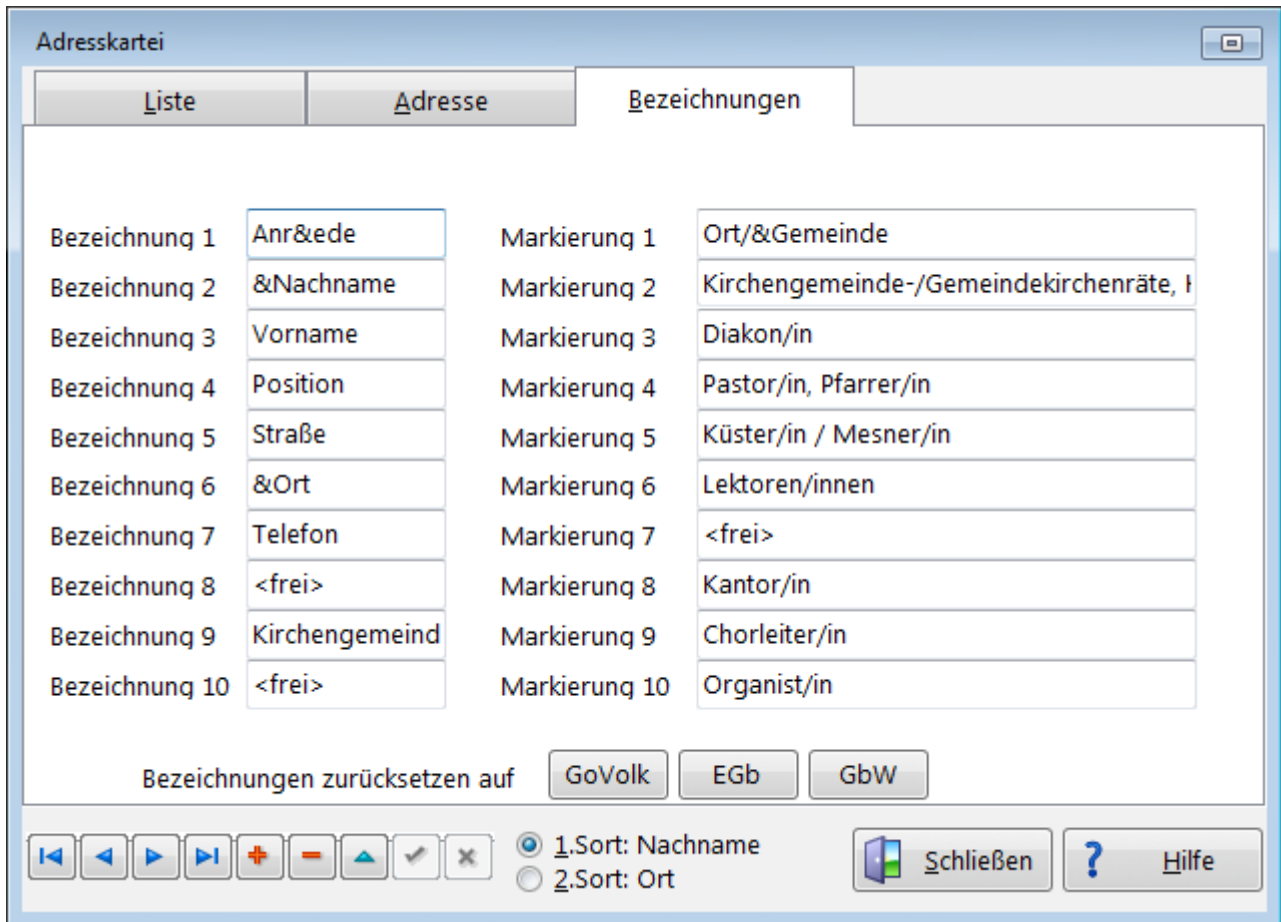 Adresskartei
Liste Adresse Bezeichnungen
Bezeichnung 1 Anr&ede Markierung 1 Ort/&Gemeinde
Bezeichnung 2 &Nachname Markierung 2 Kirchengemeinde-/Gemeindekirchenräte,
Bezeichnung 3 Vorname Markierung 3 Diakon/in
Bezeichnung 4 Position Markierung 4 Pastor/in, Pfarrer/in
Bezeichnung 5 Straße Markierung 5 Küster/in / Mesner/in
Bezeichnung 6 &Ort Markierung 6 Lektoren/innen
Bezeichnung 7 Telefon Markierung 7 <frei>
Bezeichnung 8 <frei> Markierung 8 Kantor/in
Bezeichnung 9 Kirchengemeind Markierung 9 Chorleiter/in
Bezeichnung 10 <frei> Markierung 10 Organist/in
Bezeichnungen zurücksetzen auf GoVolk EGb GbW
1.Sort: Nachname
2.Sort: Ort
Schließen ? Hilfe